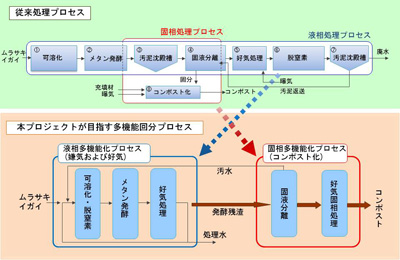 従来処理プロセス
固相処理プロセス
液相処理プロセス
ムラサキ
イガイ
①
可溶化
②
メタン発酵
③
汚泥沈殿槽
④
固液分離
⑤
好気処理
⑥
脱窒素
⑦
汚泥沈殿槽
廃水
固分
曝気
汚泥返送
充填材
曝気
⑧
コンポスト化
コンポスト
本プロジェクトが目指す多機能回分プロセス
液相多機能化プロセス
(嫌気および好気)
固相多機能化プロセス
(コンポスト化)
ムラサキ
イガイ
可溶化・脱窒素
メタン発酵
好気処理
汚水
発酵残渣
処理水
固液分離
好気固相処理
コンポスト